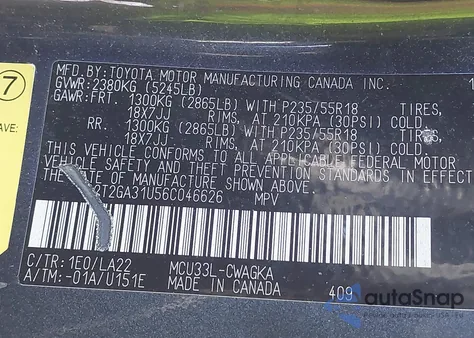 MFD.BY:TOYOTA MOTOR MANUFACTURING CANADA INC.
GVWR:2380KG (5245LB)
GAWR:FRT. 1300KG (2865LB) WITH P235/55R18 TIRES,
18X7JJ RIMS, AT 210KPA (30PSI) COLD
RR. 1300KG (2865LB) WITH P235/55R18 TIRES,
18X7JJ RIMS, AT 210KPA (30PSI) COLD
THIS VEHICLE CONFORMS TO ALL APPLICABLE FEDERAL MOTOR
VEHICLE SAFETY AND THEFT PREVENTION STANDARDS IN EFFECT
THE DATE OF MANUFACTURE SHOWN ABOVE.
2T2GA31U56C046626 MPV
C/TR:1E0/LA22 MCU33L-CWAGKA
A/TM:-01A/U151E MADE IN CANADA 409
7
AVE:
autoSnap